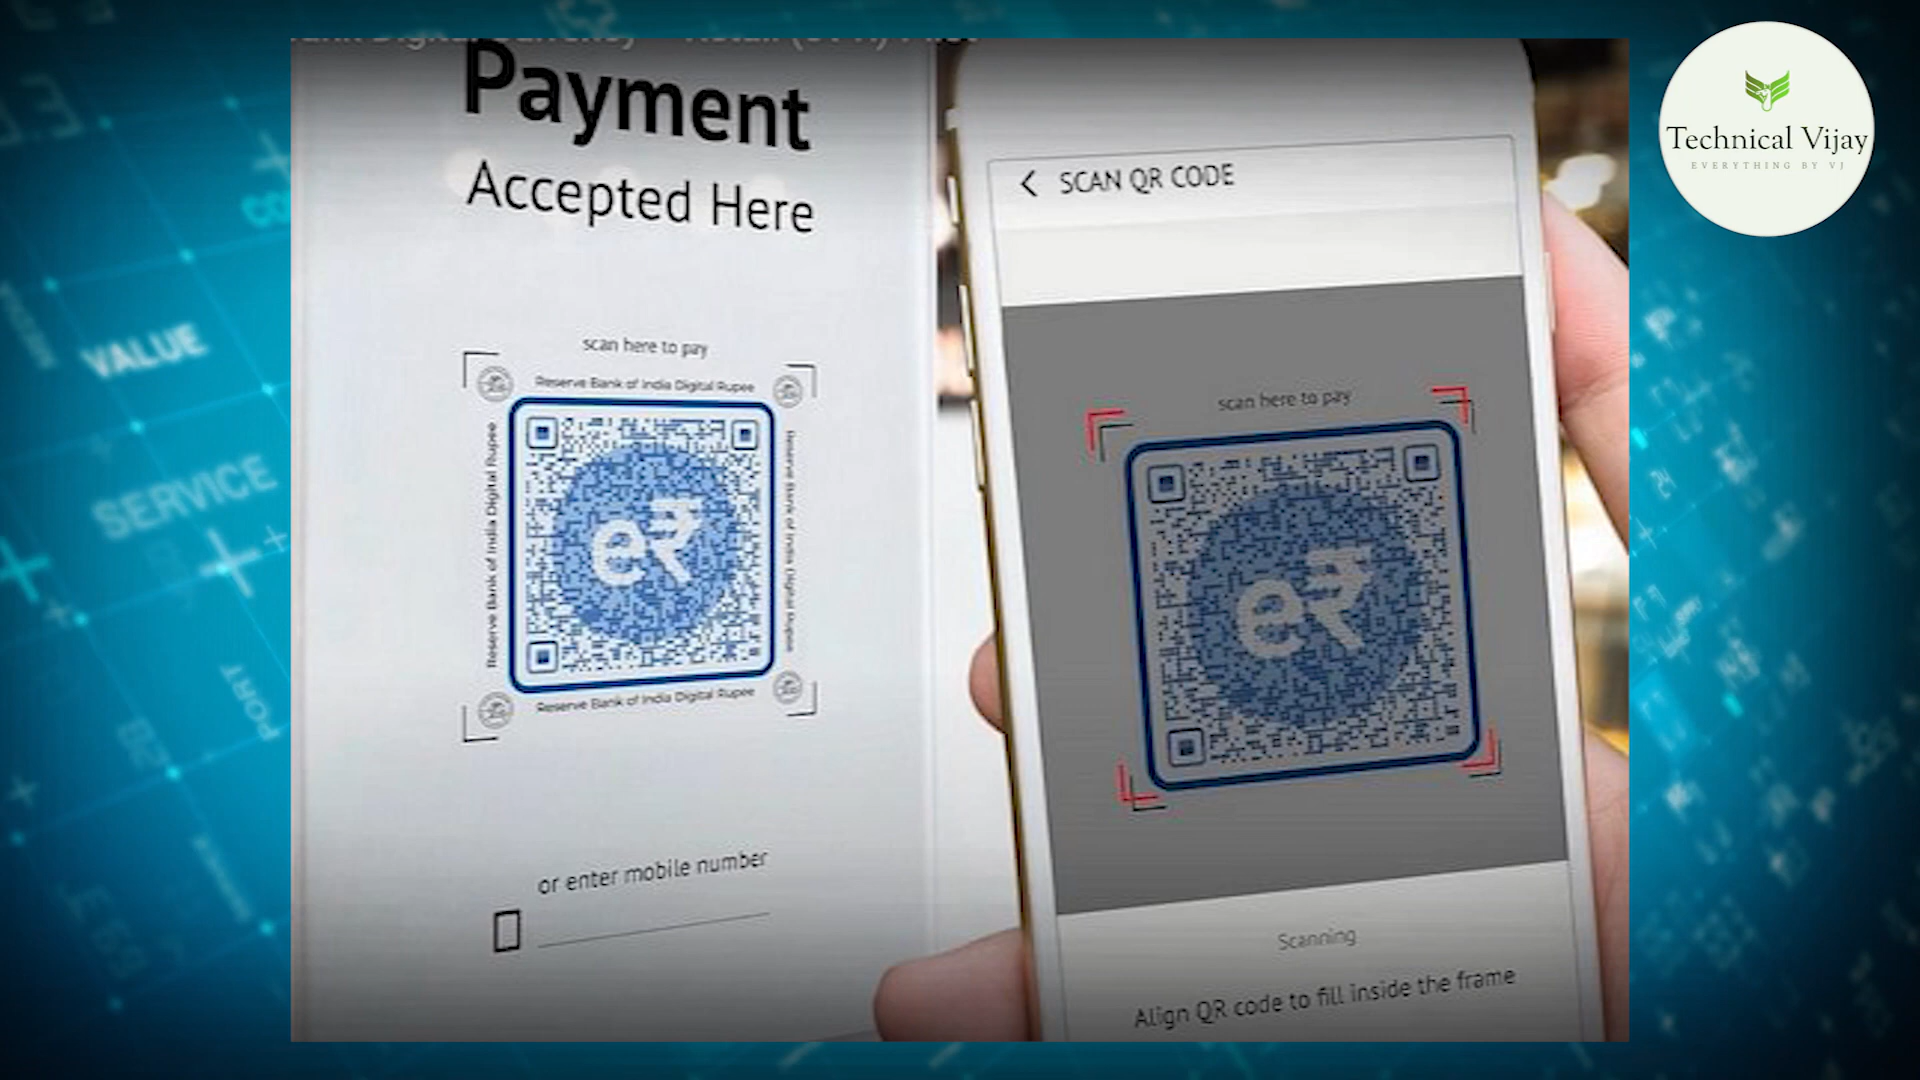 Payment
Accepted Here
scan here to pay
Reserve Bank of India Digital Rupee
Reserve Bank of India Digital Rupee
Reserve Bank of India Digital Rupee
Reserve Bank of India Digital Rupee
e₹
or enter mobile number
SCAN QR CODE
scan here to pay
e₹
Scanning
Align QR code to fill inside the frame
Technical Vijay
EVERYTHING BY VJ
VALUE
SERVICE
PORT